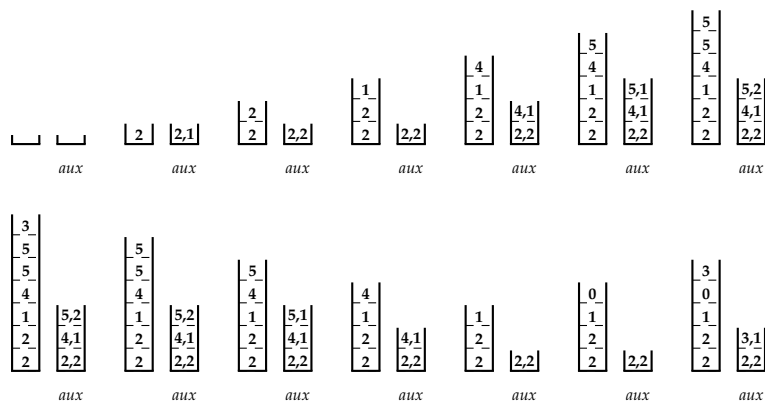 5
5 5
4 4 4
1 1 1 5,1 1 5,2
2 2 2 4,1 2 4,1 2 4,1
2 2,1 2 2,2 2 2,2 2 2,2 2 2,2 2 2,2
aux aux aux aux aux aux aux
3
5 5
5 5 5 3
4 4 4 4 0 0
1 5,2 1 5,2 1 5,1 1 1 1 1
2 4,1 2 4,1 2 4,1 2 4,1 2 2 2 3,1
2 2,2 2 2,2 2 2,2 2 2,2 2 2,2 2 2,2 2 2,2
aux aux aux aux aux aux aux